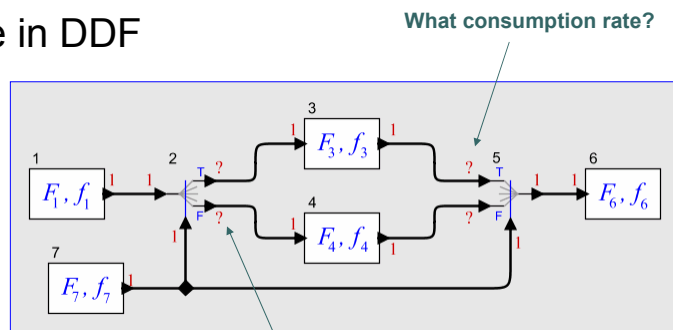 What consumption rate?
e in DDF
3
1 F3, f3 1
1 2 T ? ? 5 T 6
F1, f1 1 1 1 1 F6, f6
F ? 4 ? F
1 F4, f4 1
1 1
7
F7, f7 1